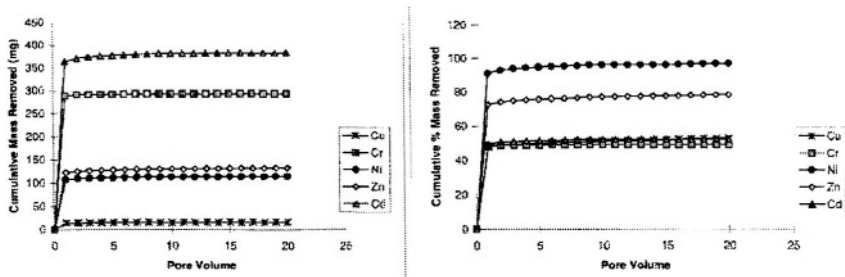 Cumulative Mass Removed (mg)
450
400
350
300
250
200
150
100
50
0
0
5
10
15
20
25
Pore Volume
Cu
Cr
Ni
Zn
Cd
Cumulative % Mass Removed
100
80
60
40
20
0
0
5
10
15
20
25
Pore Volume
Cu
Cr
Ni
Zn
Cd